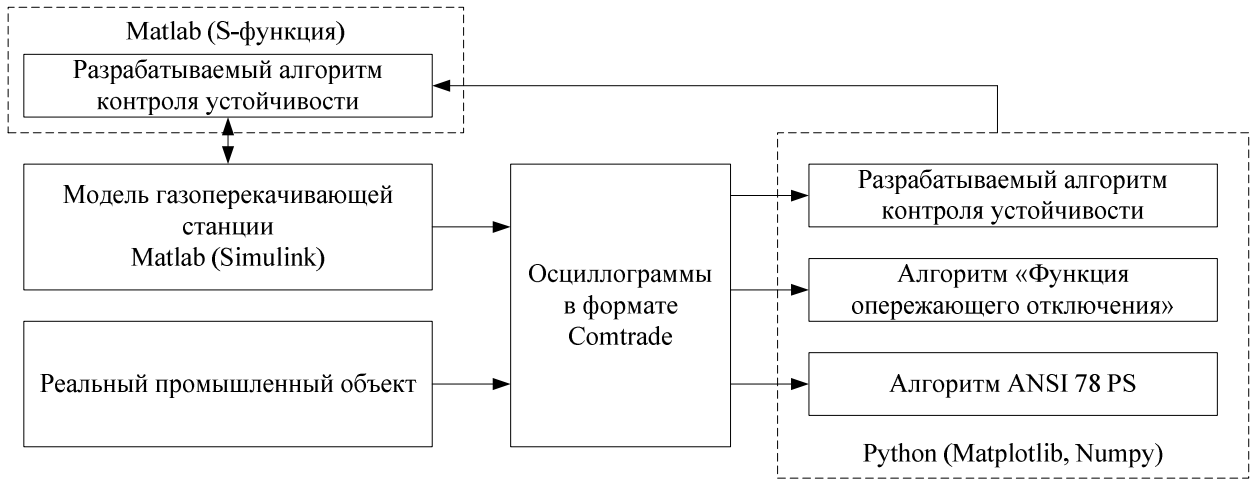 Matlab (S-функция)
Разрабатываемый алгоритм
контроля устойчивости
Модель газоперекачивающей
станции
Matlab (Simulink)
Реальный промышленный объект
Осциллограммы
в формате
Comtrade
Разрабатываемый алгоритм
контроля устойчивости
Алгоритм «Функция
опережающего отключения»
Алгоритм ANSI 78 PS
Python (Matplotlib, Numpy)